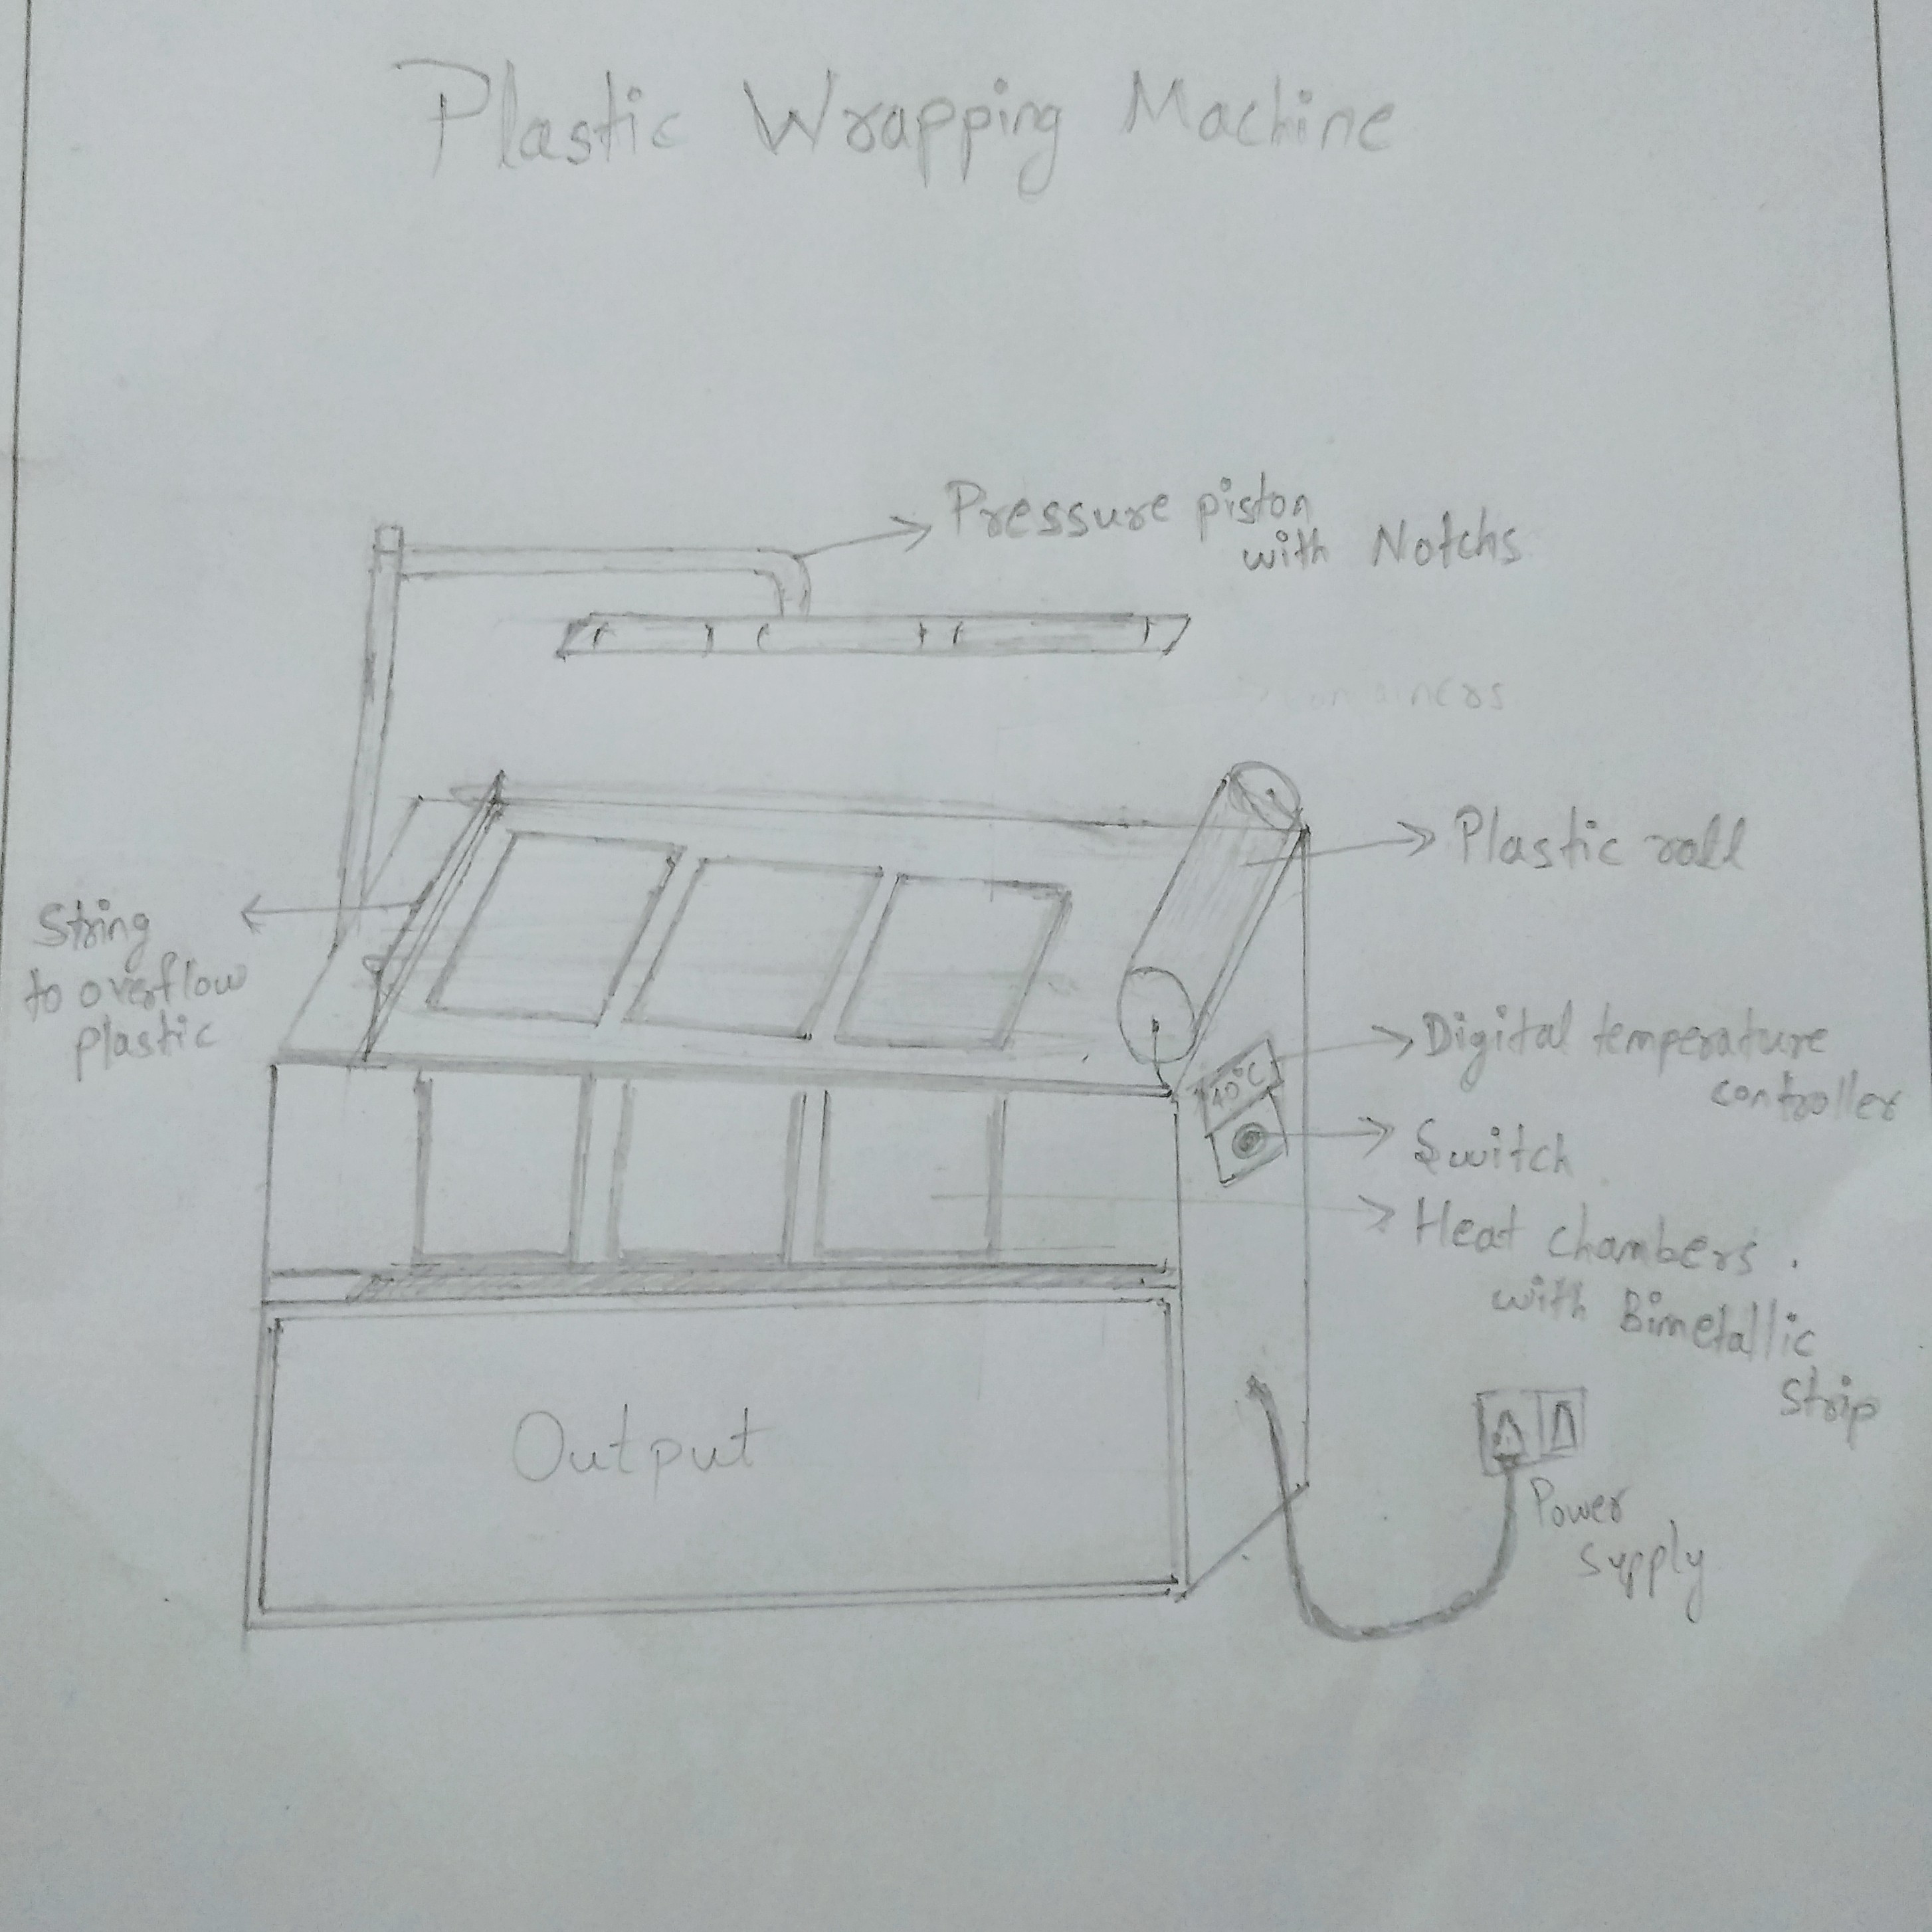 Plastic Wrapping Machine
Pressure piston
with Notchs
Plastic roll
String
to overflow
plastic
Digital temperature
controller
40°C
Switch
Heat chambers.
with Bimetallic
Strip
Output
Power
Supply